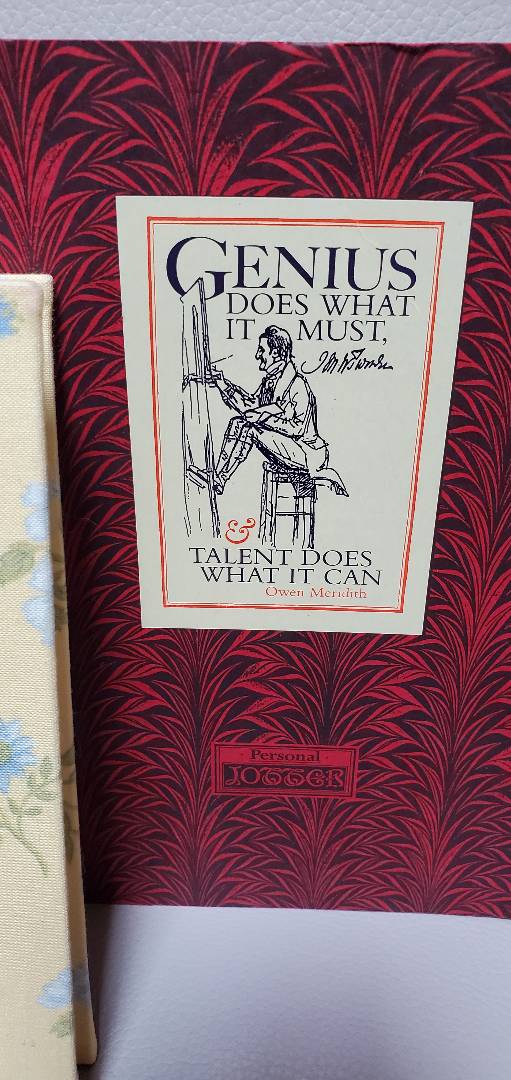 GENIUS
DOES WHAT
IT MUST,
&
TALENT DOES
WHAT IT CAN
Owen Meridith
Personal
JOTTER